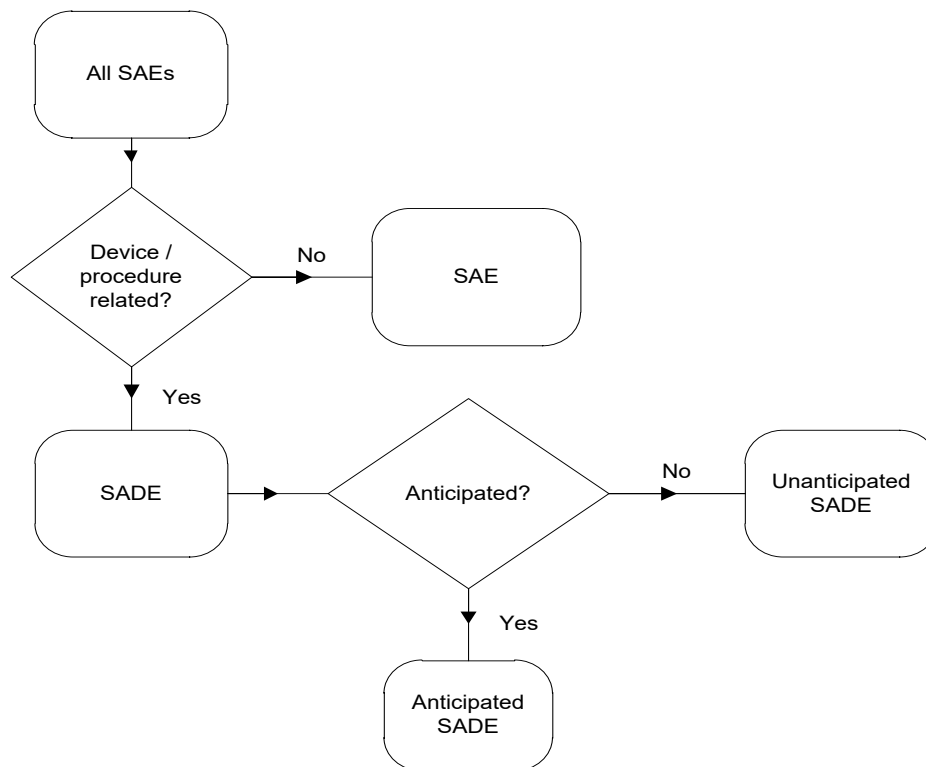 All SAEs
Device /
procedure
related?
No
SAE
Yes
SADE
Anticipated?
No
Unanticipated
SADE
Yes
Anticipated
SADE